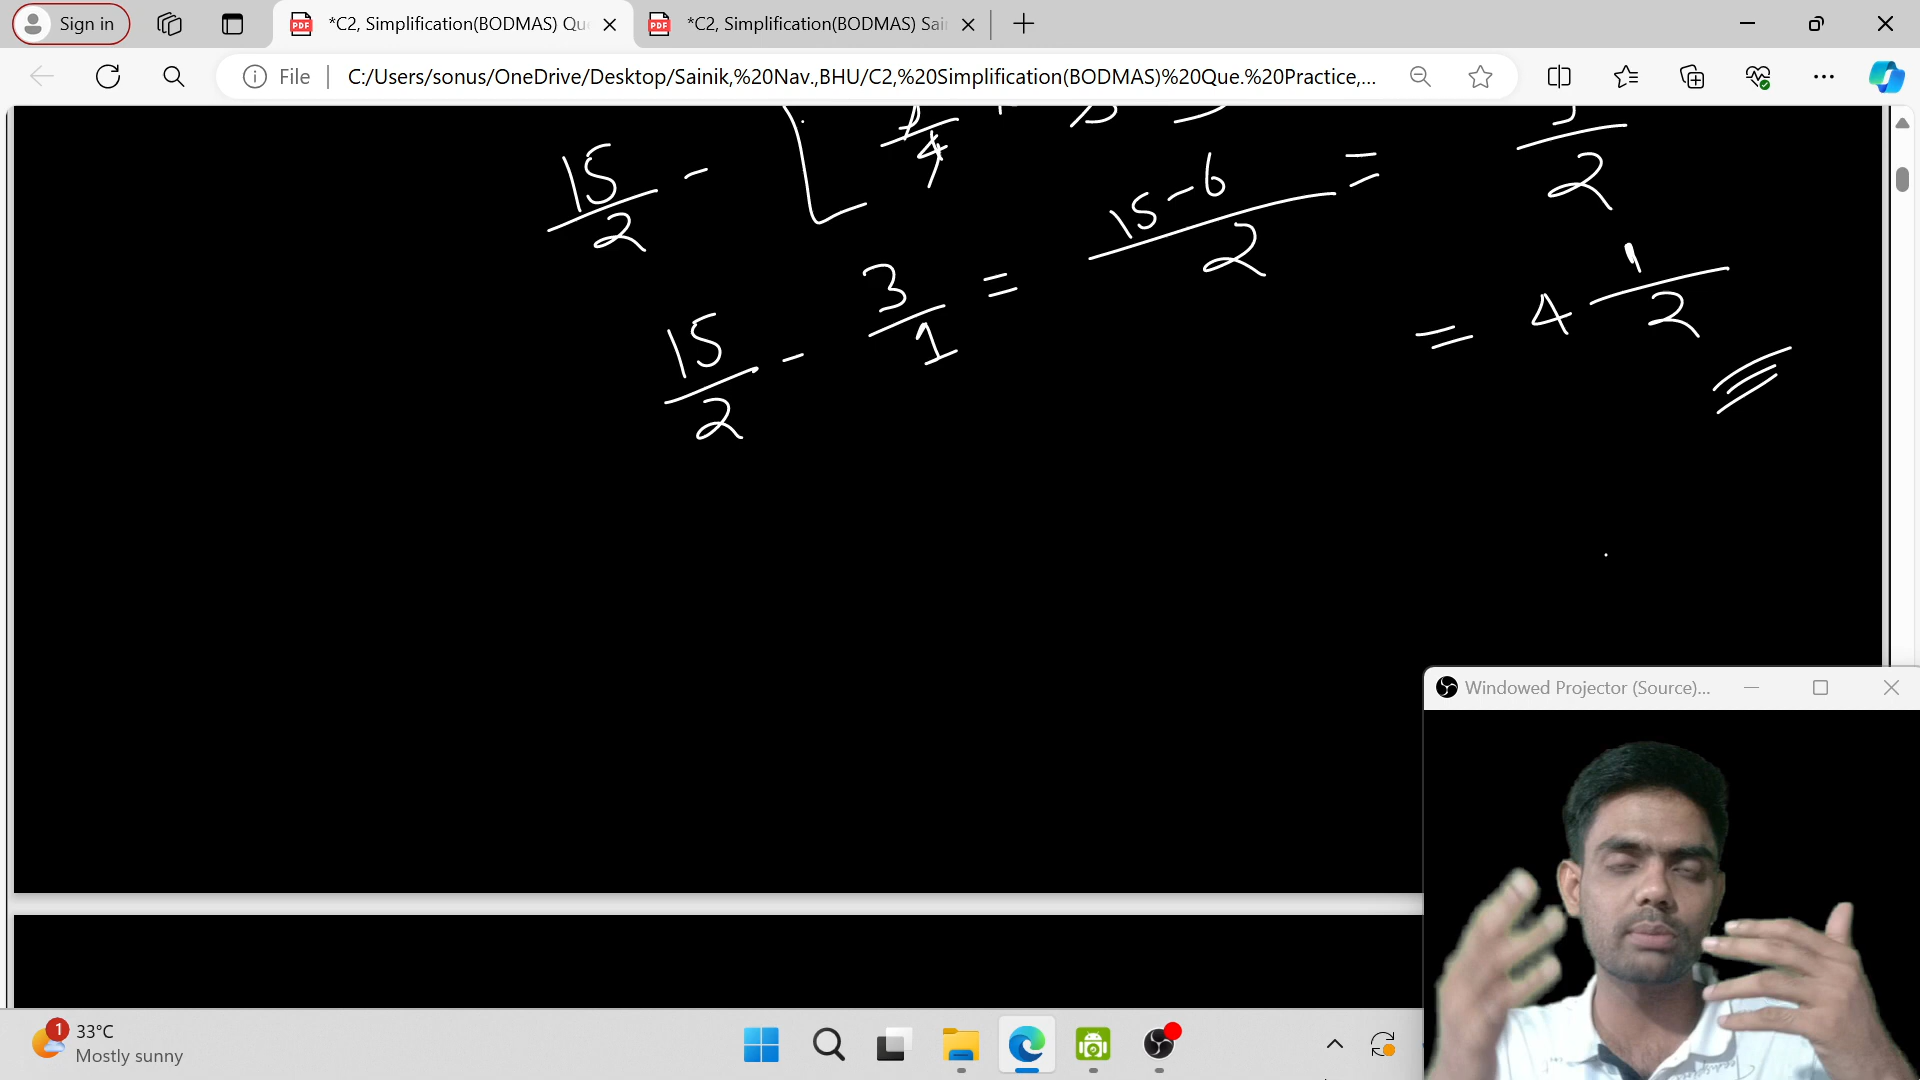 Sign in
*C2, Simplification(BODMAS) Qu
*C2, Simplification(BODMAS) Sai
File
C:/Users/sonus/OneDrive/Desktop/Sainik,%20Nav.,BHU/C2,%20Simplification(BODMAS)%20Que.%20Practice,...
15/2 - [
15/2 - 3/1 = 15-6/2 =
2
= 4 1/2
Windowed Projector (Source)...
1
33°C
Mostly sunny